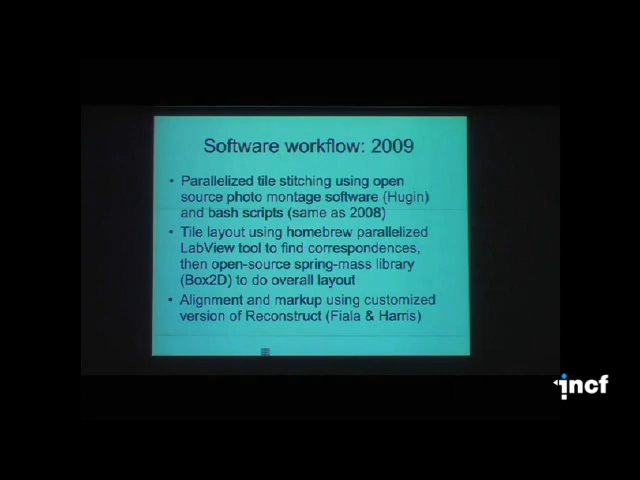 Software workflow: 2009
• Parallelized tile stitching using open
source photo montage software (Hugin)
and bash scripts (same as 2008)
• Tile layout using homebrew parallelized
LabView tool to find correspondences,
then open-source spring-mass library
(Box2D) to do overall layout
• Alignment and markup using customized
version of Reconstruct (Fiala & Harris)
incf